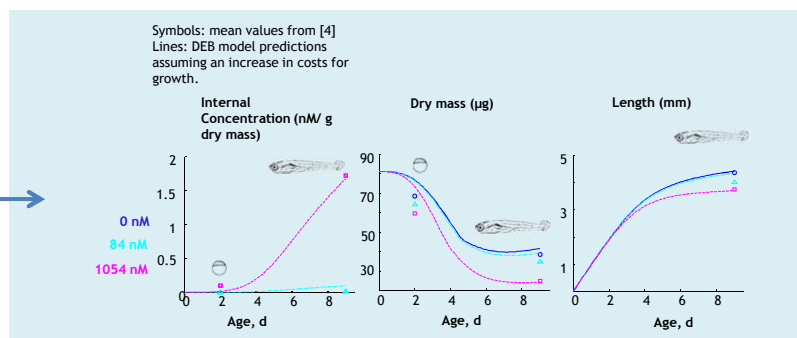 Symbols: mean values from [4]
Lines: DEB model predictions
assuming an increase in costs for
growth.
Internal
Concentration (nM/ g
dry mass)
2
1.5
1
0.5
0
0 2 4 6 8
Age, d
0 nM
84 nM
1054 nM
Dry mass (µg)
90
70
50
30
0 2 4 6 8
Age, d
Length (mm)
5
3
1
0 2 4 6 8
Age, d